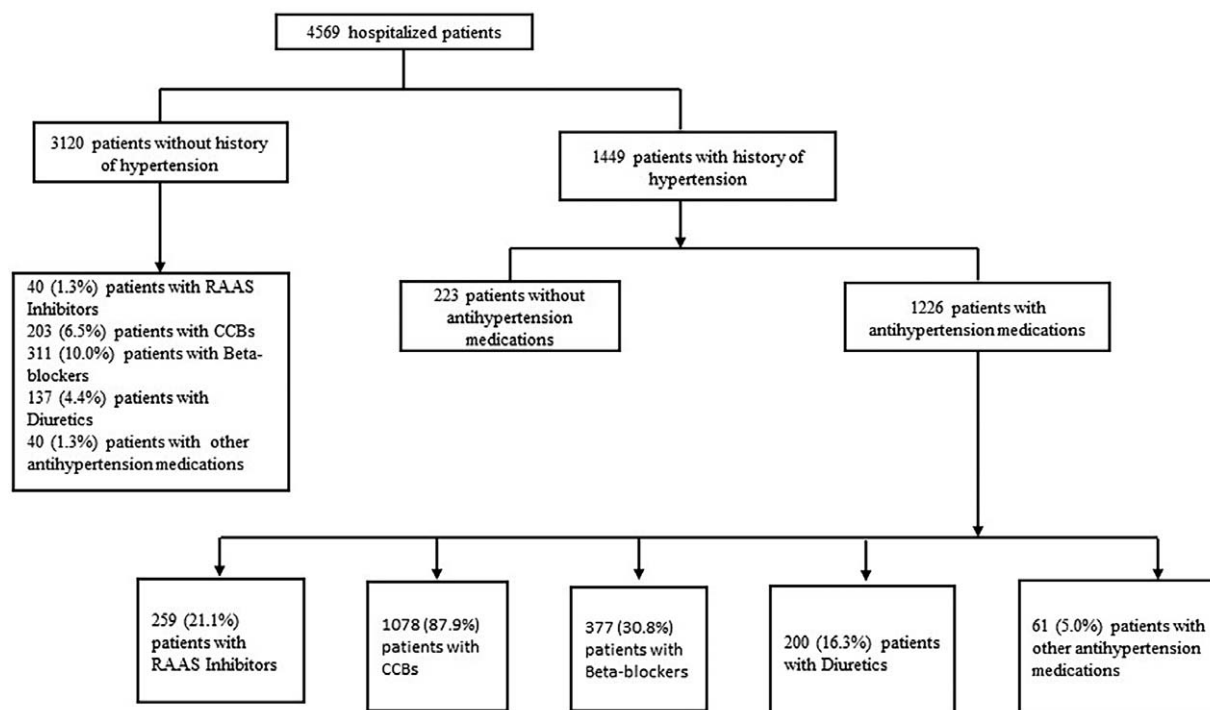 4569 hospitalized patients
3120 patients without history
of hypertension
1449 patients with history of
hypertension
40 (1.3%) patients with RAAS
Inhibitors
203 (6.5%) patients with CCBs
311 (10.0%) patients with Beta-
blockers
137 (4.4%) patients with
Diuretics
40 (1.3%) patients with other
antihypertension medications
223 patients without
antihypertension
medications
1226 patients with
antihypertension medications
259 (21.1%)
patients with
RAAS Inhibitors
1078 (87.9%)
patients with
CCBs
377 (30.8%)
patients with
Beta-blockers
200 (16.3%) patients
with Diuretics
61 (5.0%) patients with
other antihypertension
medications